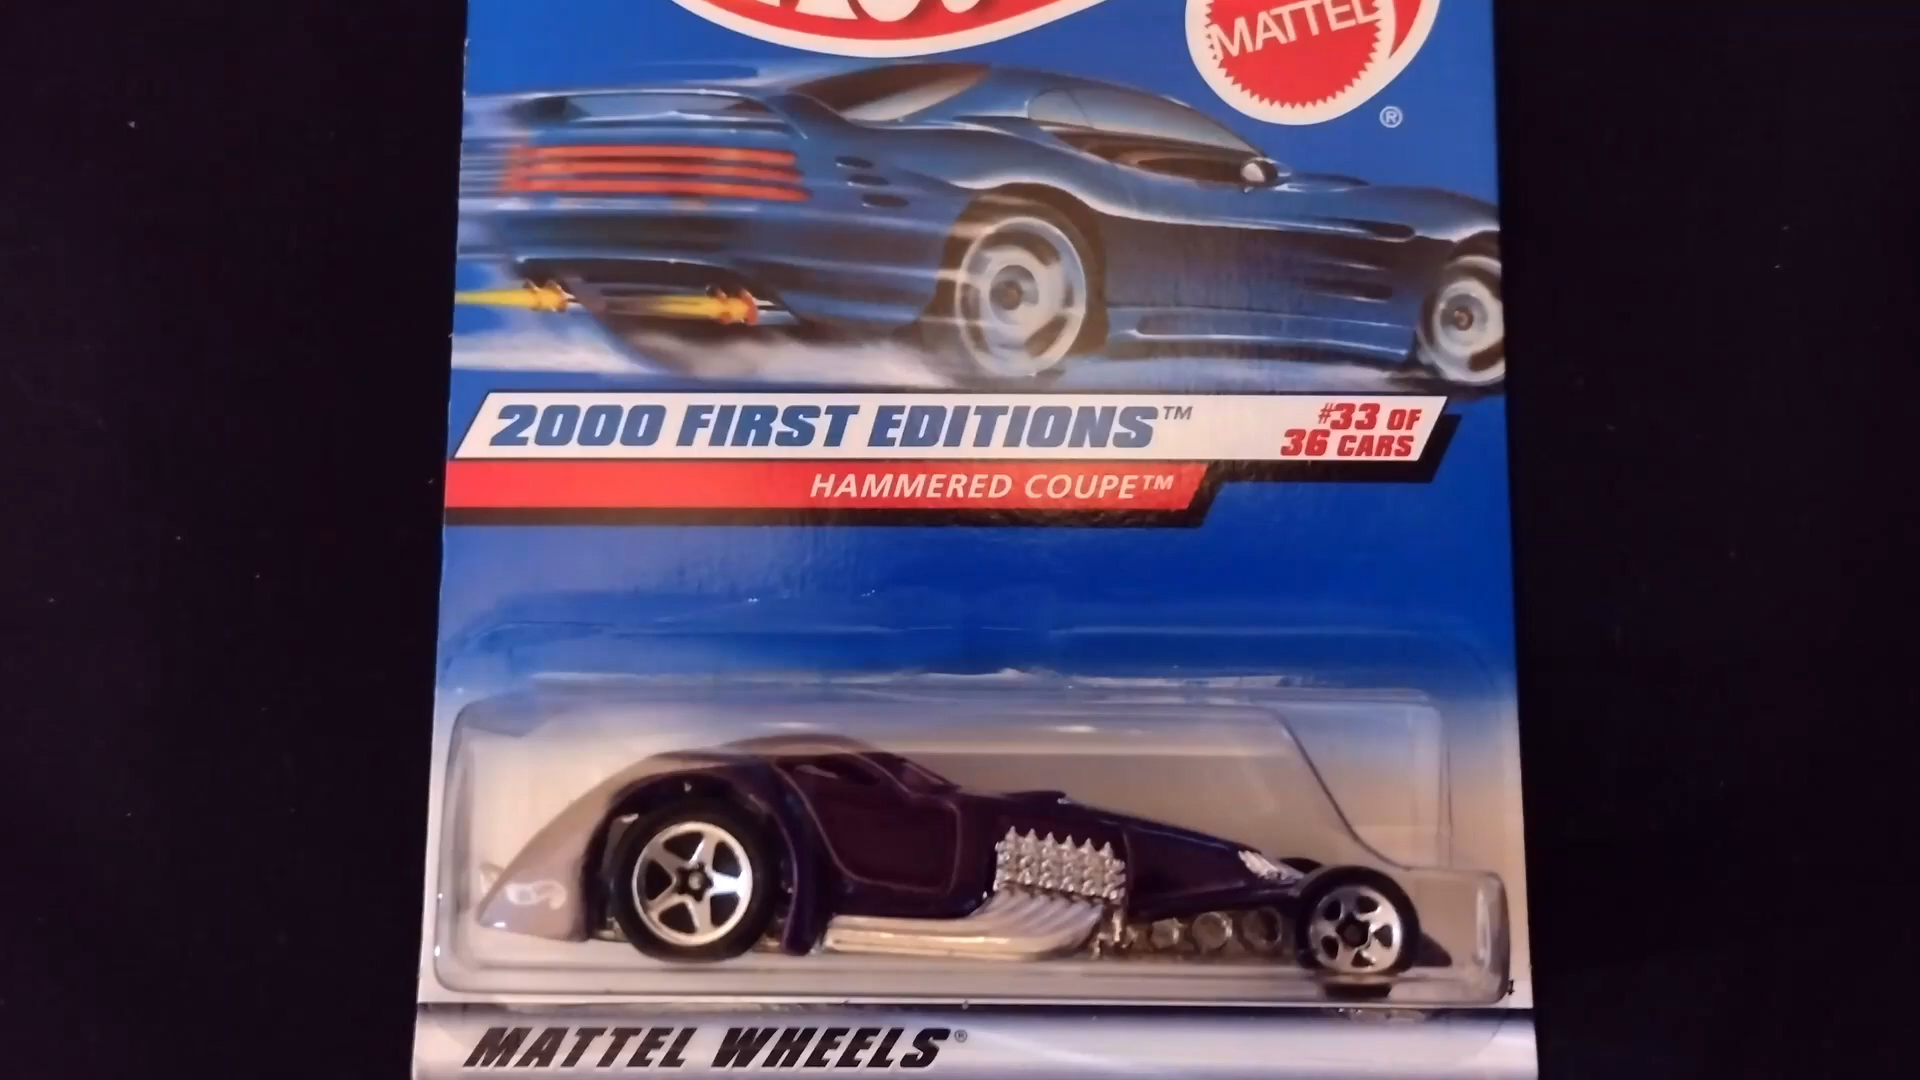 MATTEL
®
2000 FIRST EDITIONS™
#33 OF
36 CARS
HAMMERED COUPE™
MATTEL WHEELS®